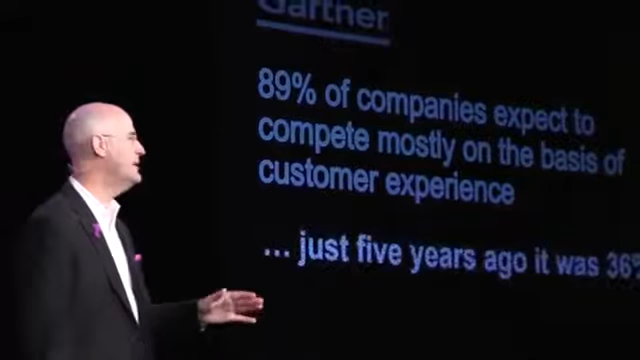 Gartner
89% of companies expect to
compete mostly on the basis of
customer experience
... just five years ago it was 36%